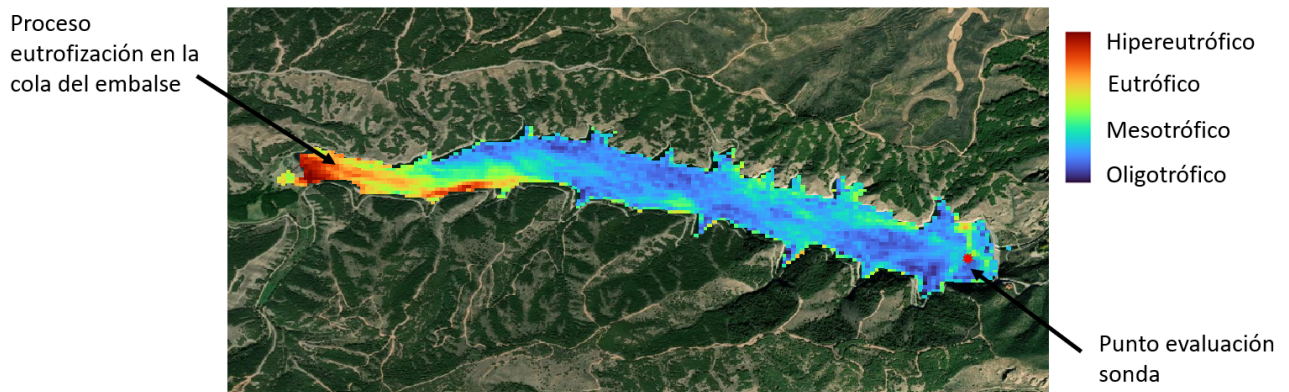 Proceso
eutrofización en la
cola del embalse
Hipereutrófico
Eutrófico
Mesotrófico
Oligotrófico
Punto evaluación
sonda